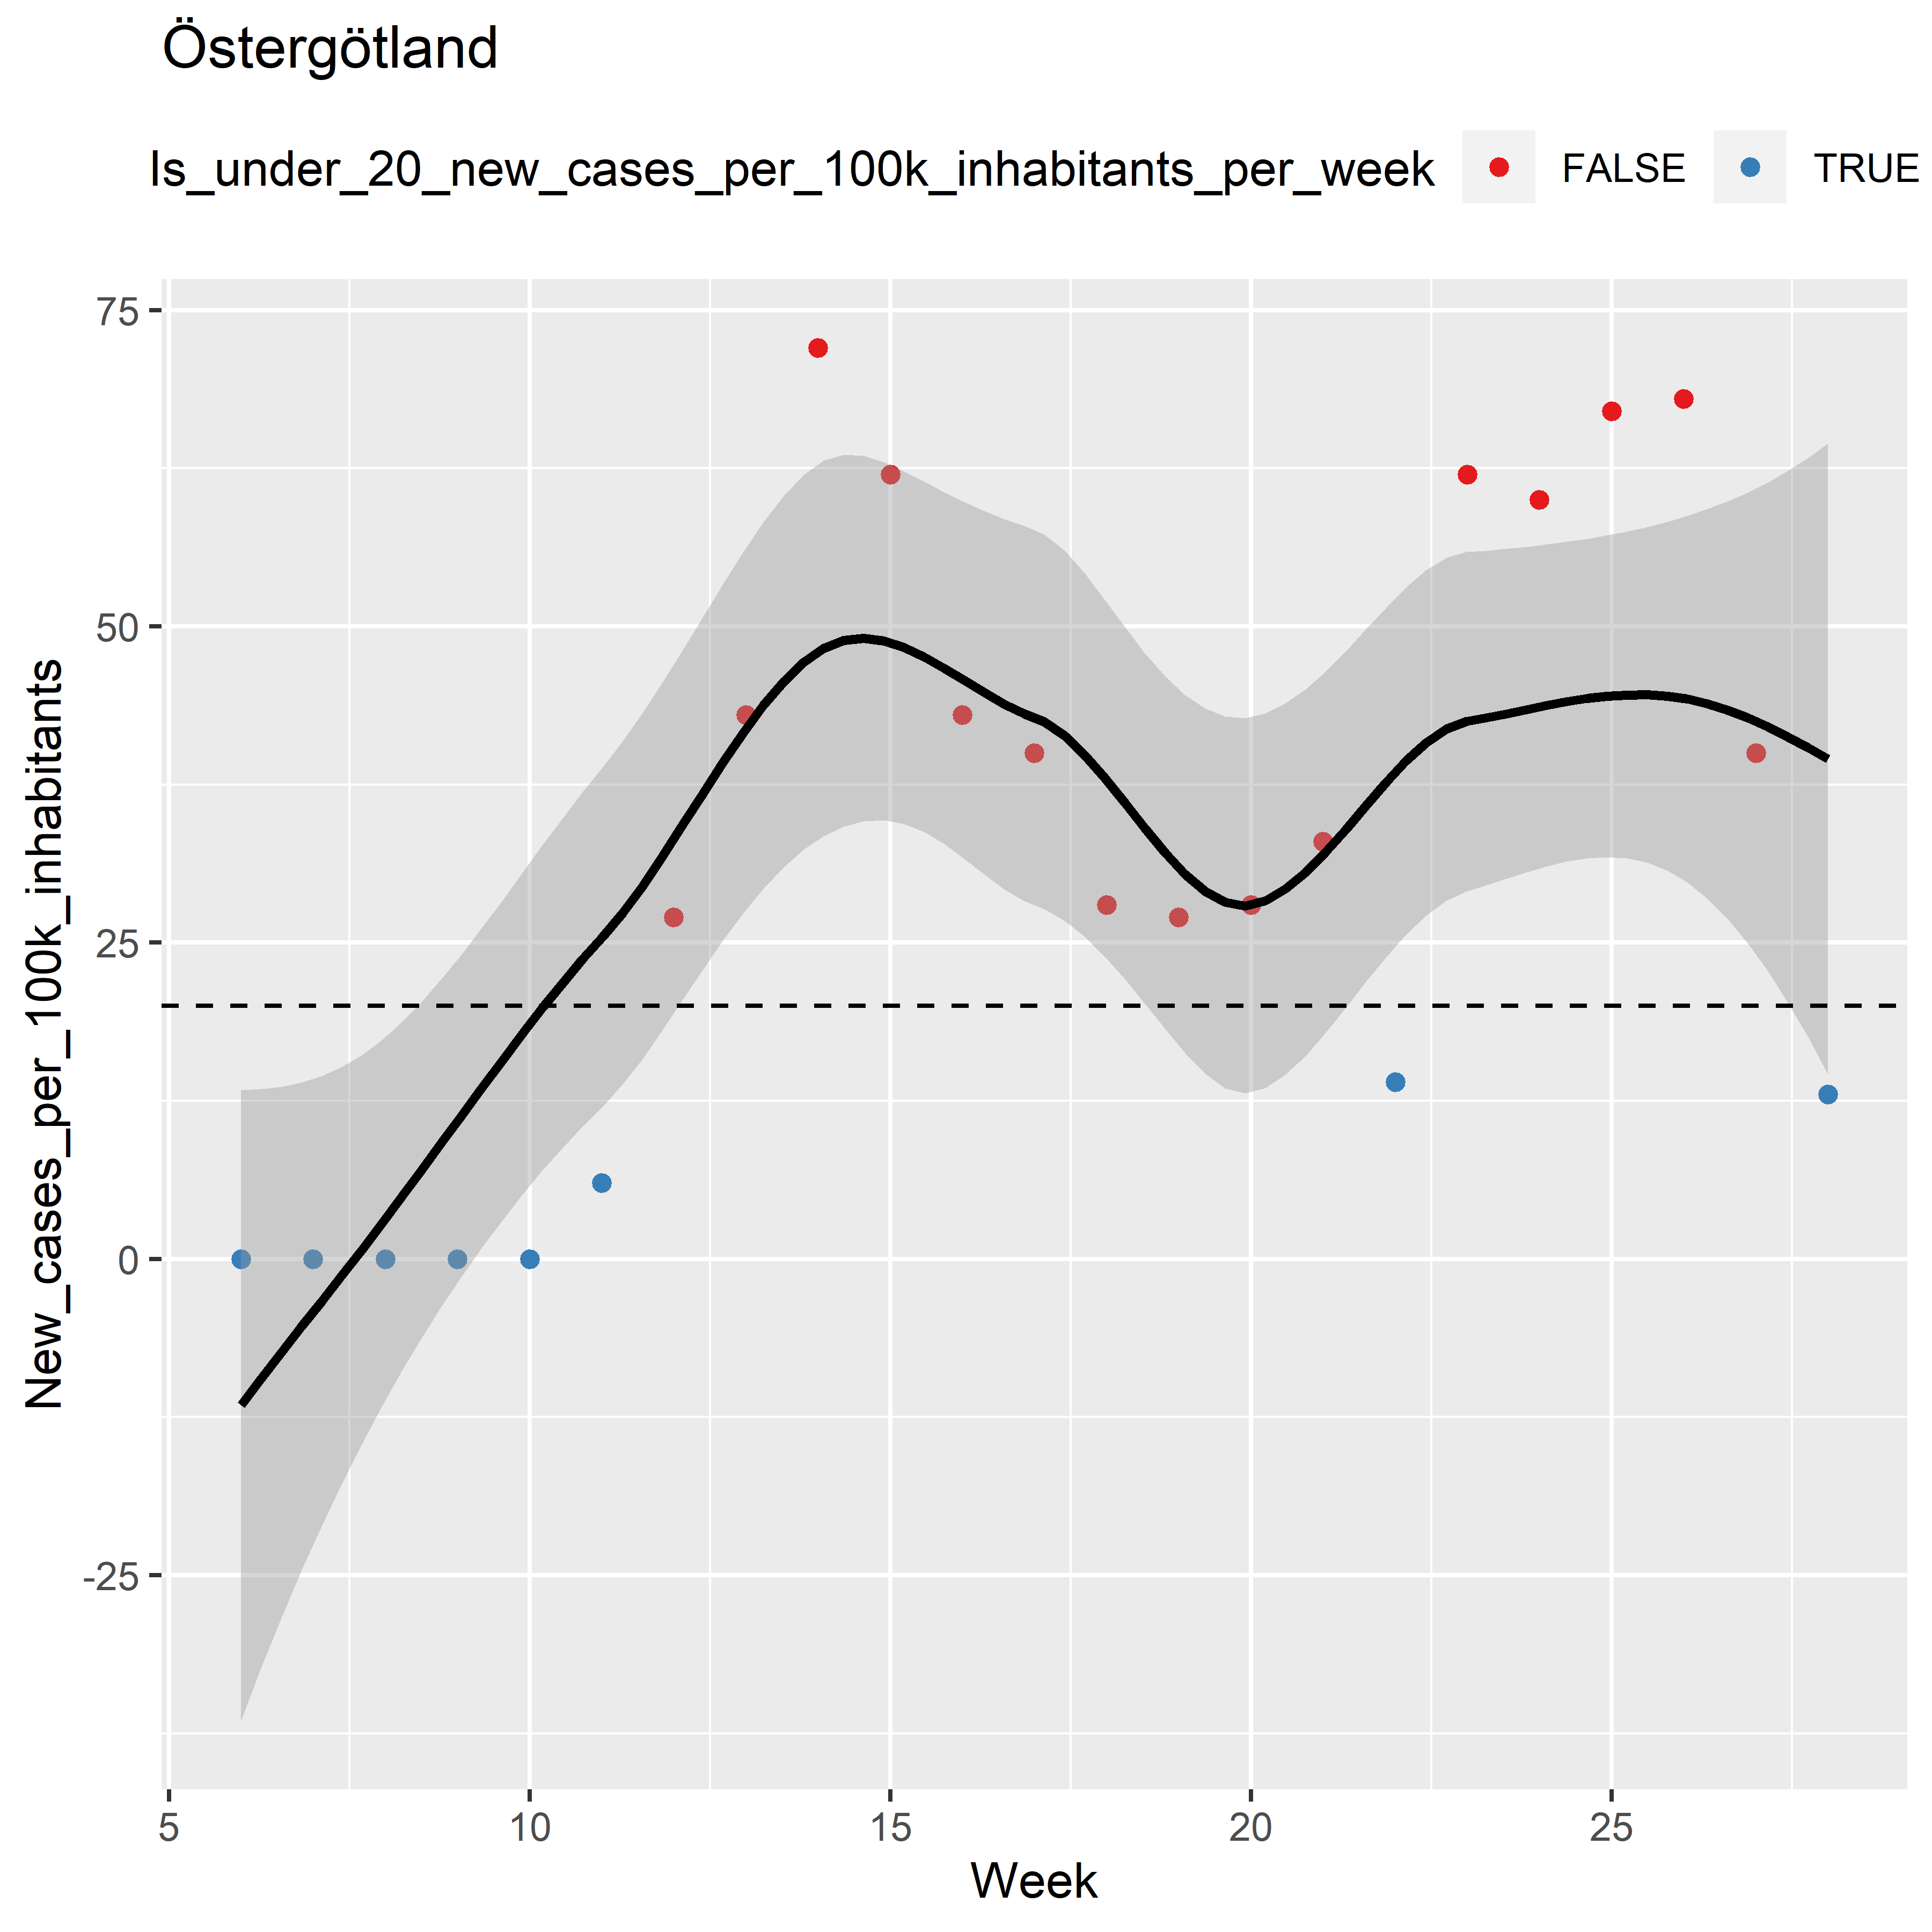 Östergötland
Is_under_20_new_cases_per_100k_inhabitants_per_week FALSE TRUE
New_cases_per_100k_inhabitants
75
50
25
0
-25
5 10 15 20 25
Week